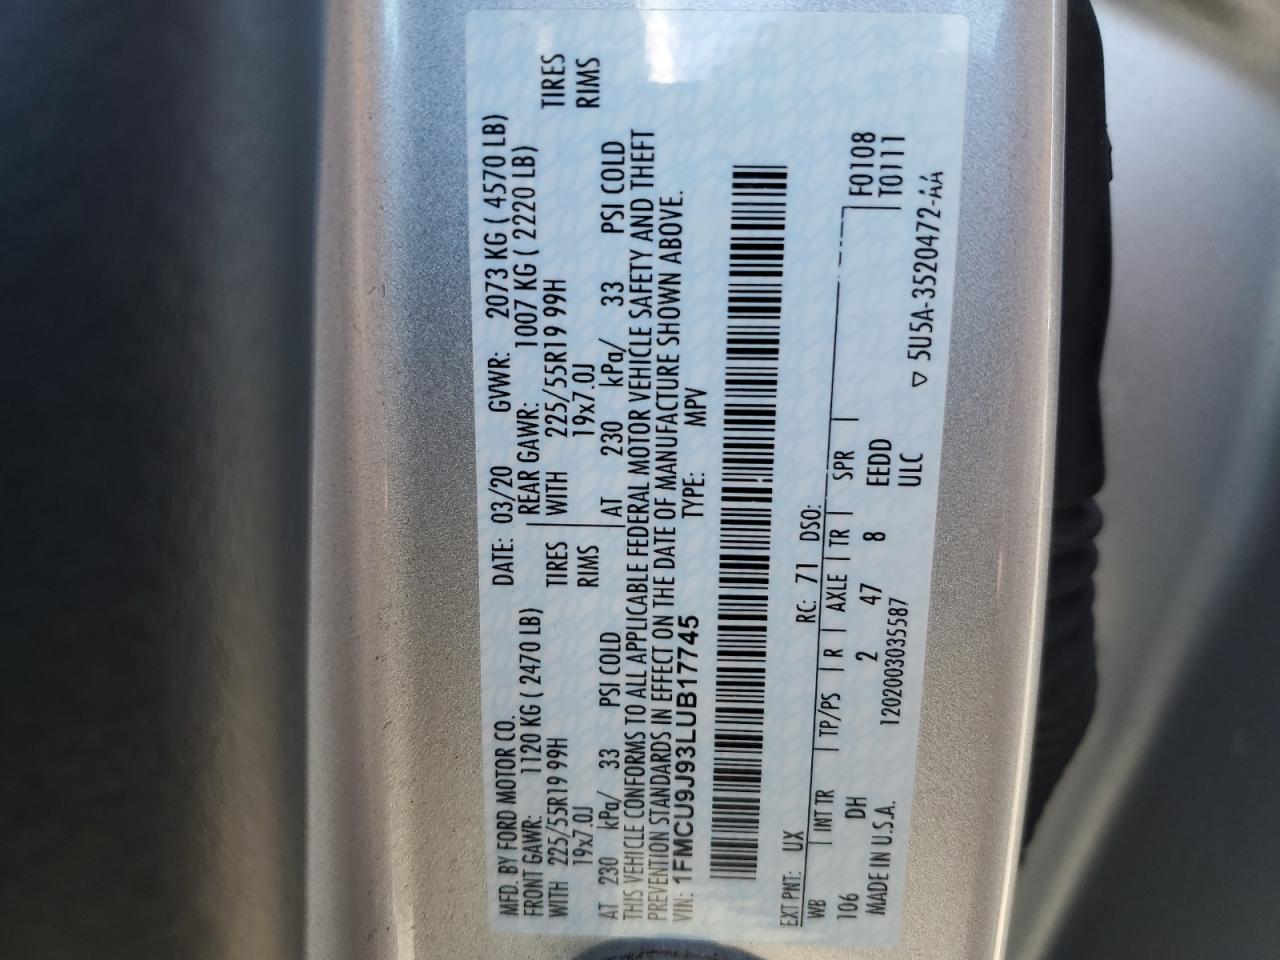 MFD. BY FORD MOTOR CO. DATE: 03/20 GVWR: 2073 KG ( 4570 LB)
FRONT GAWR: 1120 KG ( 2470 LB) REAR GAWR: 1007 KG ( 2220 LB)
WITH 225/55R19 99H TIRES WITH 225/55R19 99H TIRES
19x7.0J RIMS 19x7.0J RIMS
AT 230 kPa/ 33 PSI COLD AT 230 kPa/ 33 PSI COLD
THIS VEHICLE CONFORMS TO ALL APPLICABLE FEDERAL MOTOR VEHICLE SAFETY AND THEFT
PREVENTION STANDARDS IN EFFECT ON THE DATE OF MANUFACTURE SHOWN ABOVE.
VIN: 1FMCU9J93LUB17745 TYPE: MPV
EXT PNT: UX RC: 71 DSO:
WB INT TR TP/PS R AXLE TR SPR
106 DH 2 47 8 EEDD F0108
T0111
MADE IN U.S.A. 1202003035587 ULC
▽ 5U5A-3520472-AA